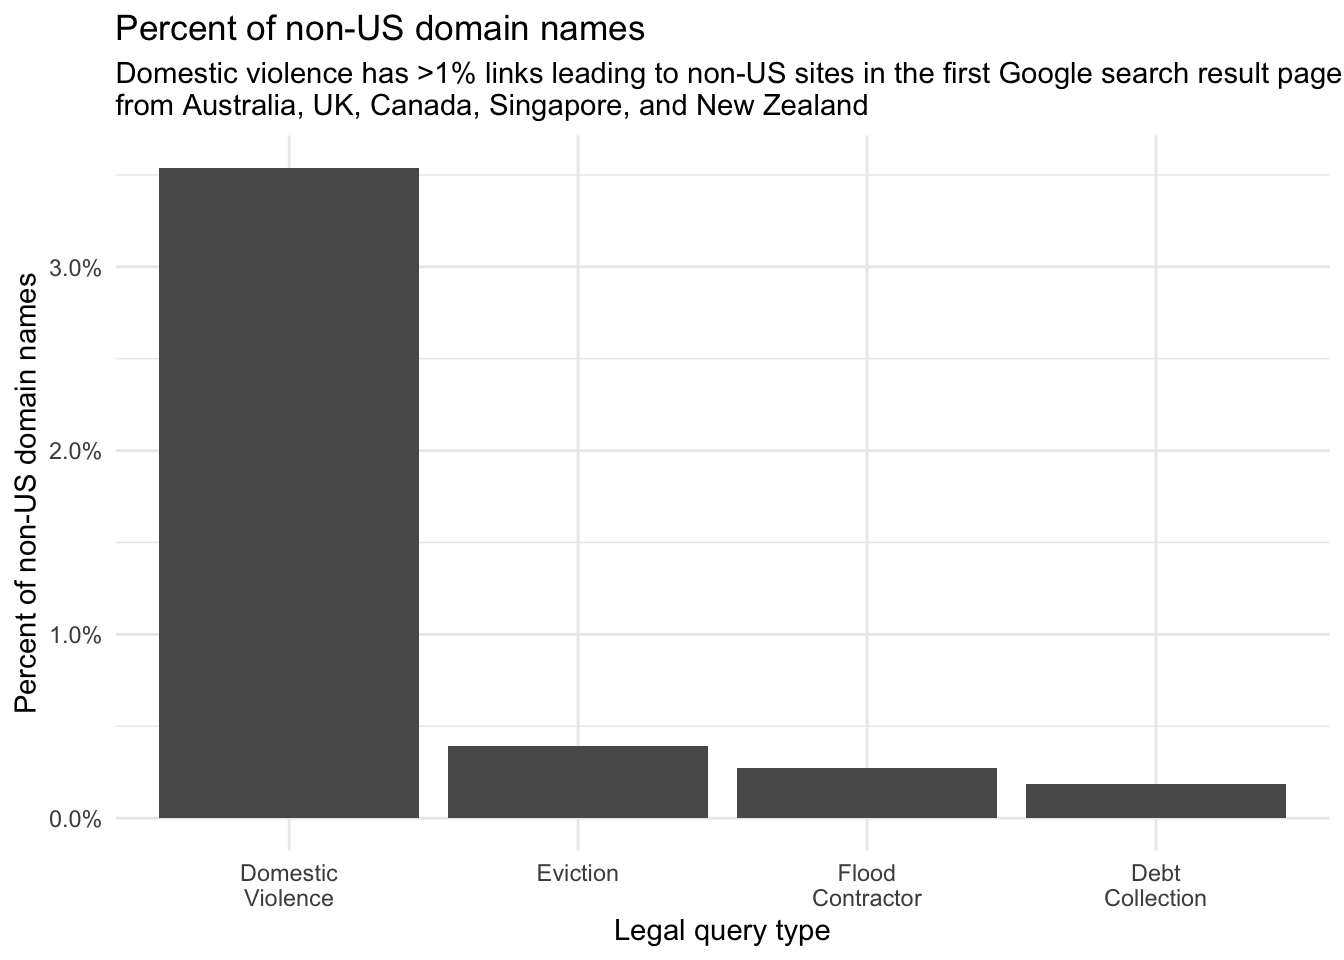 Percent of non-US domain names
Domestic violence has >1% links leading to non-US sites in the first Google search result page
from Australia, UK, Canada, Singapore, and New Zealand
Percent of non-US domain names
3.0%
2.0%
1.0%
0.0%
Domestic
Violence
Eviction
Flood
Contractor
Debt
Collection
Legal query type